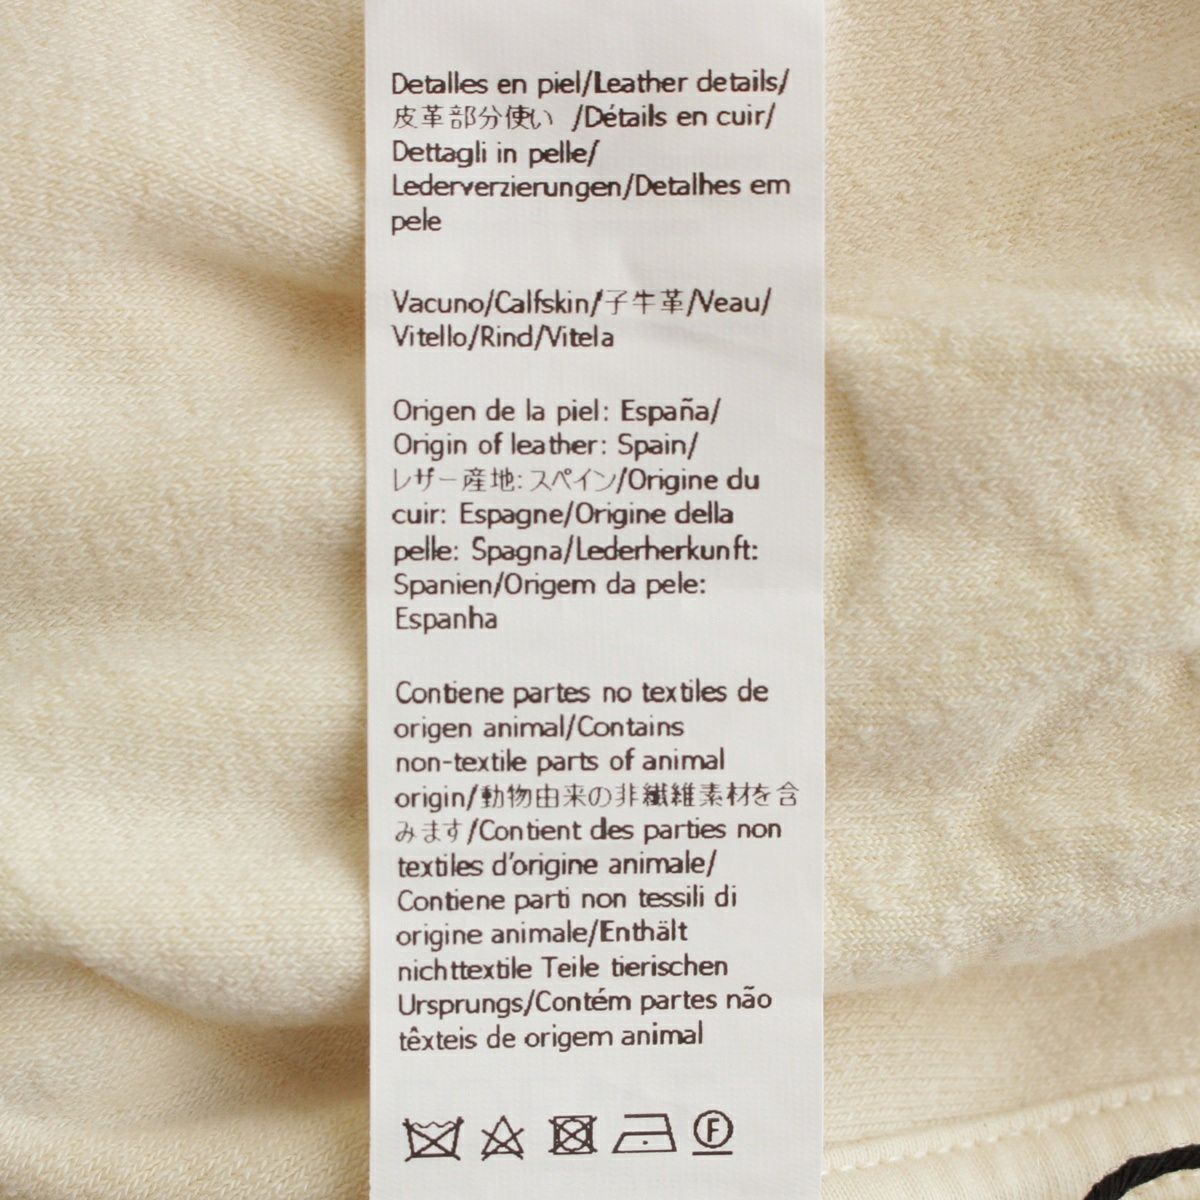 Detalles en piel/Leather details/
皮革部分使い /Détails en cuir/
Dettagli in pelle/
Lederverzierungen/Detalhes em
pele
Vacuno/Calfskin/子牛革/Veau/
Vitello/Rind/Vitela
Origen de la piel: España/
Origin of leather: Spain/
レザー産地: スペイン/Origine du
cuir: Espagne/Origine della
pelle: Spagna/Lederherkunft:
Spanien/Origem da pele:
Espanha
Contiene partes no textiles de
origen animal/Contains
non-textile parts of animal
origin/動物由来の非繊維素材を含
みます/Contient des parties non
textiles d'origine animale/
Contiene parti non tessili di
origine animale/Enthält
nichttextile Teile tierischen
Ursprungs/Contém partes não
têxteis de origem animal
F